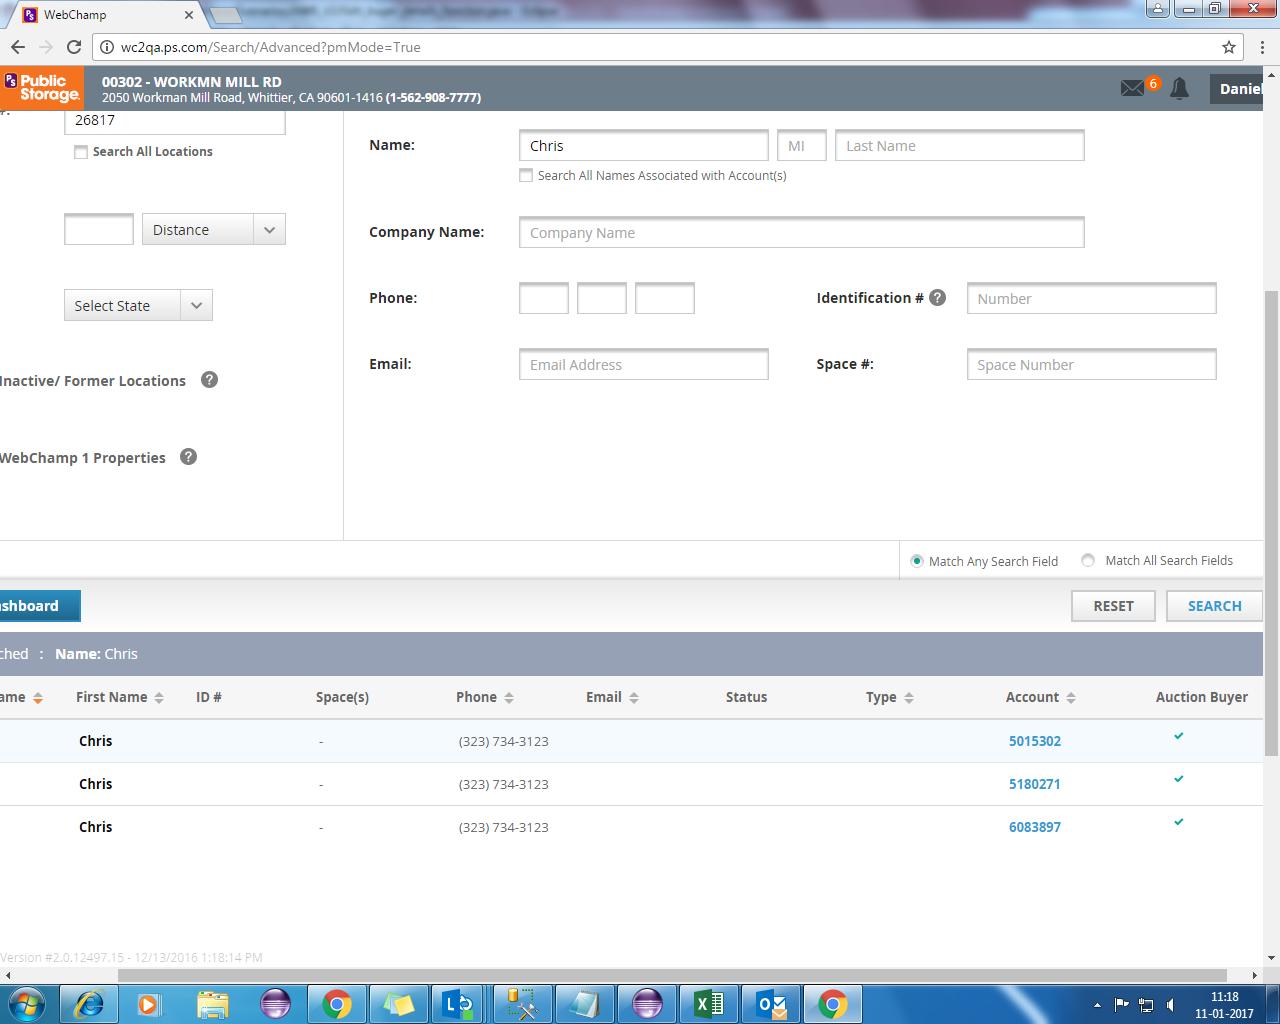 WebChamp
wc2qa.ps.com/Search/Advanced?pmMode=True
Public Storage
00302 - WORKMN MILL RD
2050 Workman Mill Road, Whittier, CA 90601-1416 (1-562-908-7777)
6
Daniel
26817
Search All Locations
Name:
Chris
MI
Last Name
Search All Names Associated with Account(s)
Distance
Company Name:
Company Name
Select State
Phone:
Identification #
?
Number
Email:
Email Address
Space #:
Space Number
Inactive/ Former Locations ?
WebChamp 1 Properties ?
Match Any Search Field
Match All Search Fields
shboard
RESET
SEARCH
ched : Name: Chris
ame First Name ID # Space(s) Phone Email Status Type Account Auction Buyer
Chris - (323) 734-3123 5015302
Chris - (323) 734-3123 5180271
Chris - (323) 734-3123 6083897
Version #2.0.12497.15 - 12/13/2016 1:18:14 PM
11:18
11-01-2017